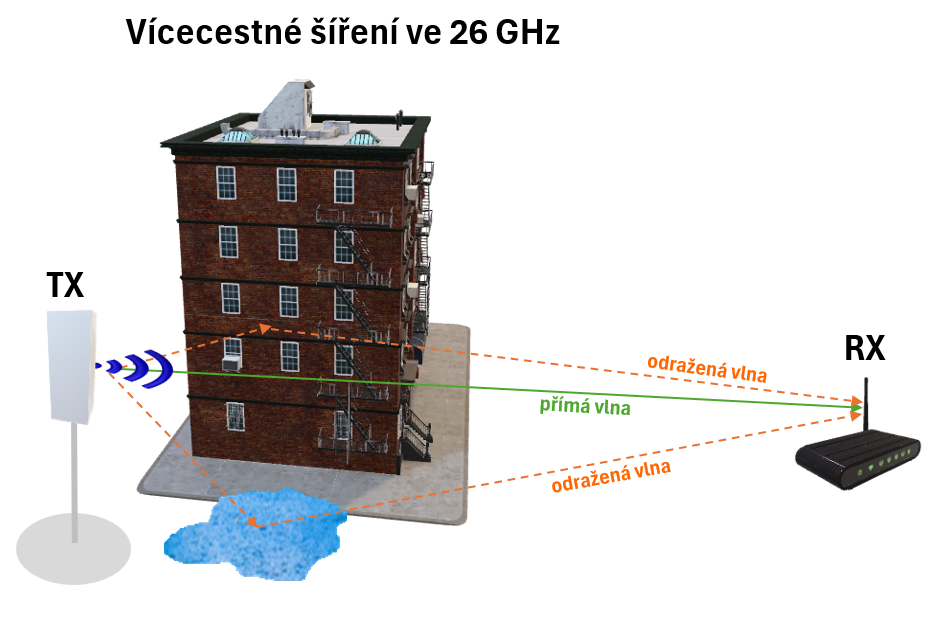 Vícecestné šíření ve 26 GHz
TX
RX
odražená vlna
přímá vlna
odražená vlna